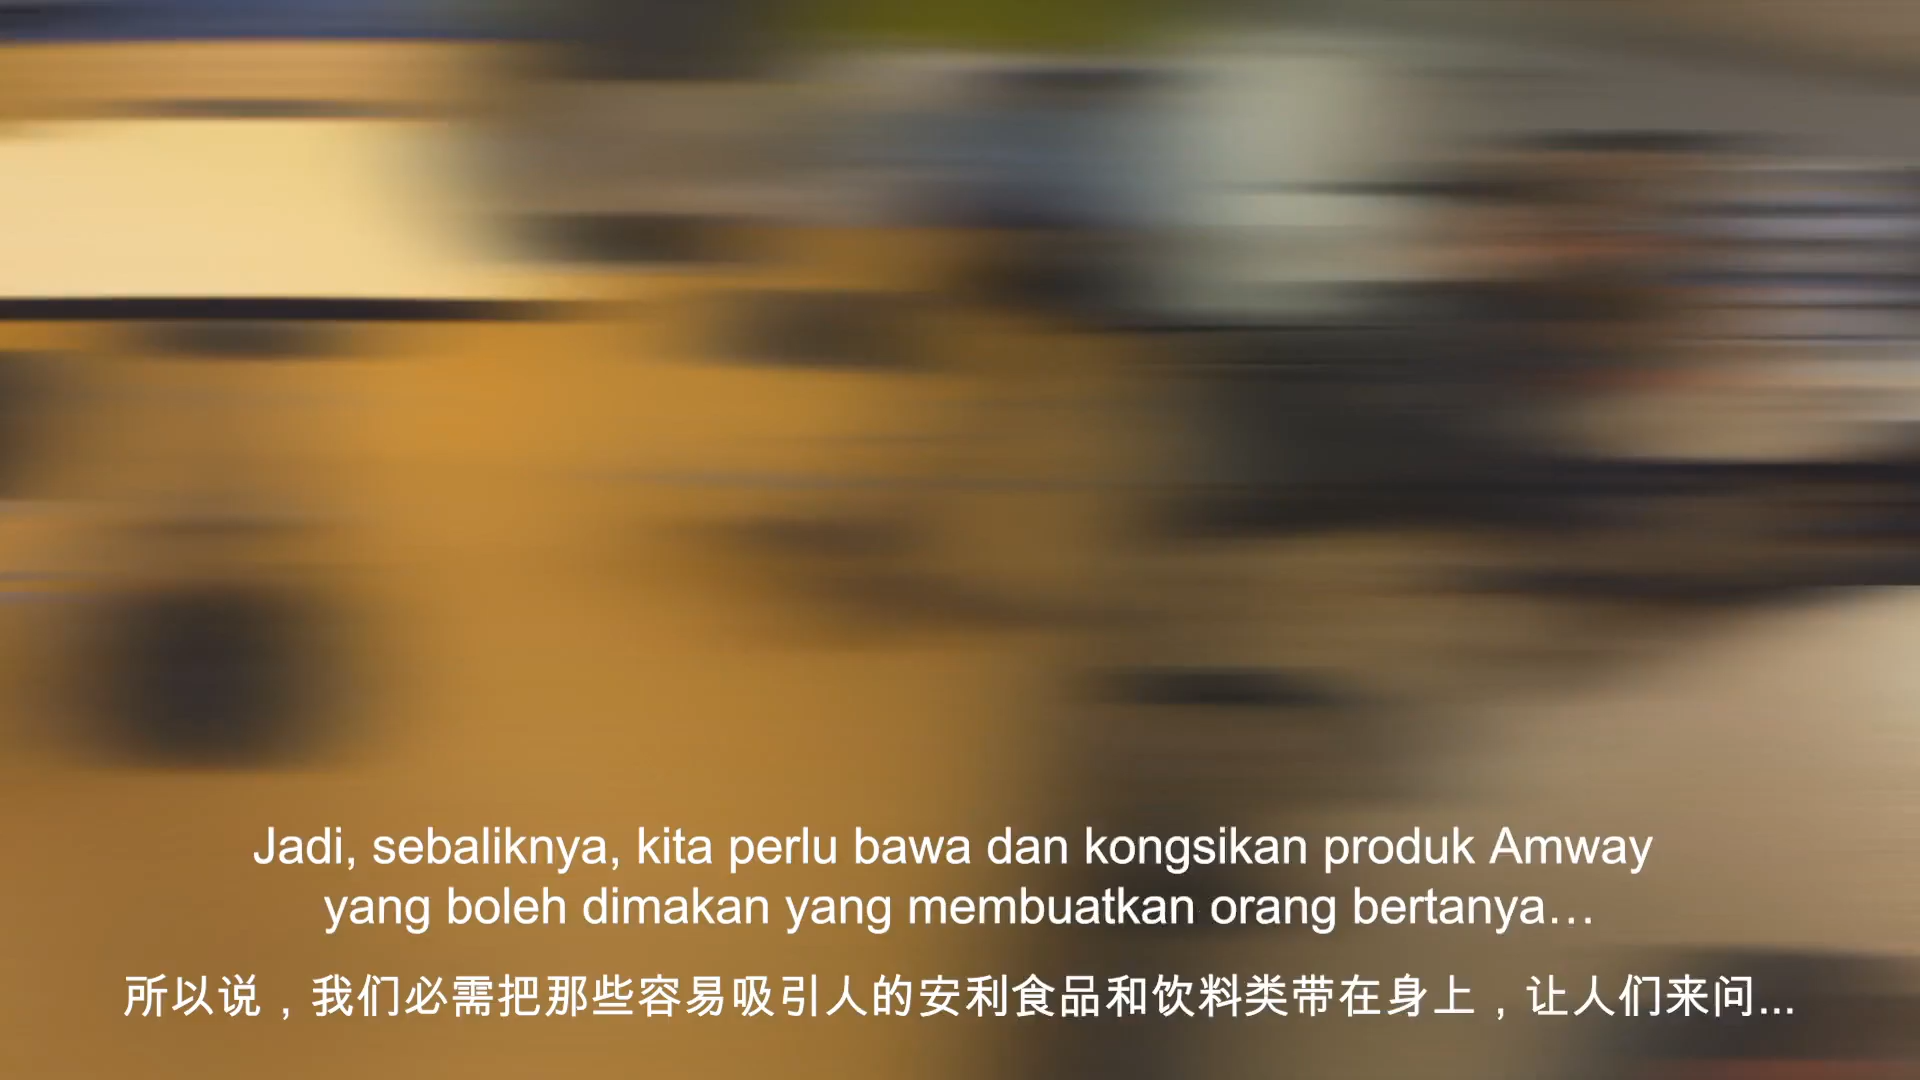 Jadi, sebaliknya, kita perlu bawa dan kongsikan produk Amway
yang boleh dimakan yang membuatkan orang bertanya…
所以说，我们必需把那些容易吸引人的安利食品和饮料类带在身上，让人们来问...